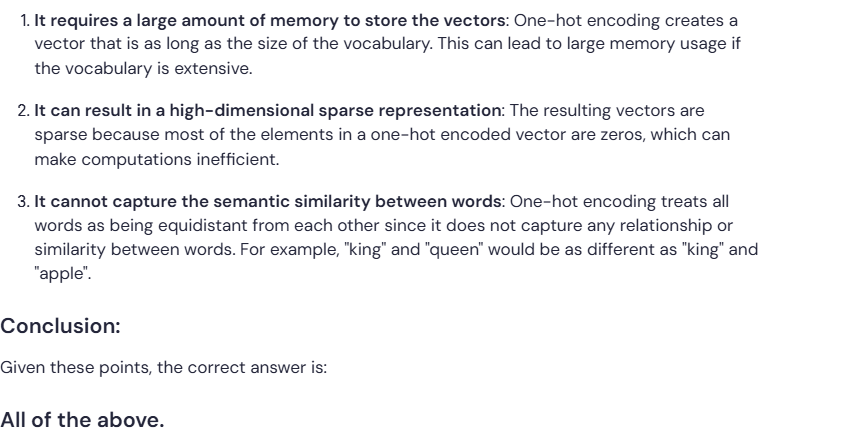 1. It requires a large amount of memory to store the vectors: One-hot encoding creates a
vector that is as long as the size of the vocabulary. This can lead to large memory usage if
the vocabulary is extensive.
2. It can result in a high-dimensional sparse representation: The resulting vectors are
sparse because most of the elements in a one-hot encoded vector are zeros, which can
make computations inefficient.
3. It cannot capture the semantic similarity between words: One-hot encoding treats all
words as being equidistant from each other since it does not capture any relationship or
similarity between words. For example, "king" and "queen" would be as different as "king" and
"apple".
Conclusion:
Given these points, the correct answer is:
All of the above.